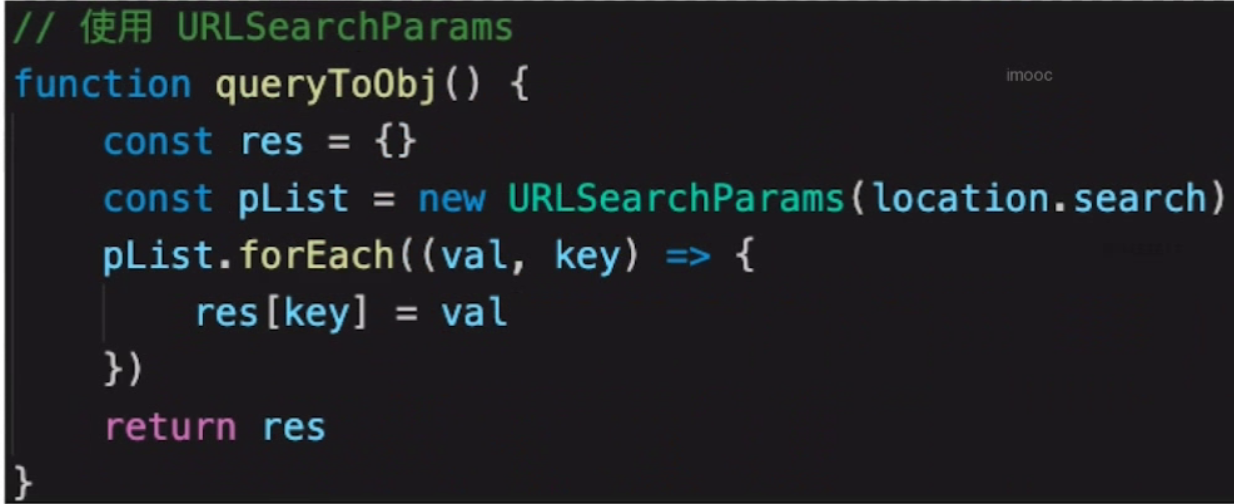 // 使用 URLSearchParams
function queryToObj() {
imooc
    const res = {}
    const pList = new URLSearchParams(location.search)
    pList.forEach((val, key) => {
        res[key] = val
    })
    return res
}